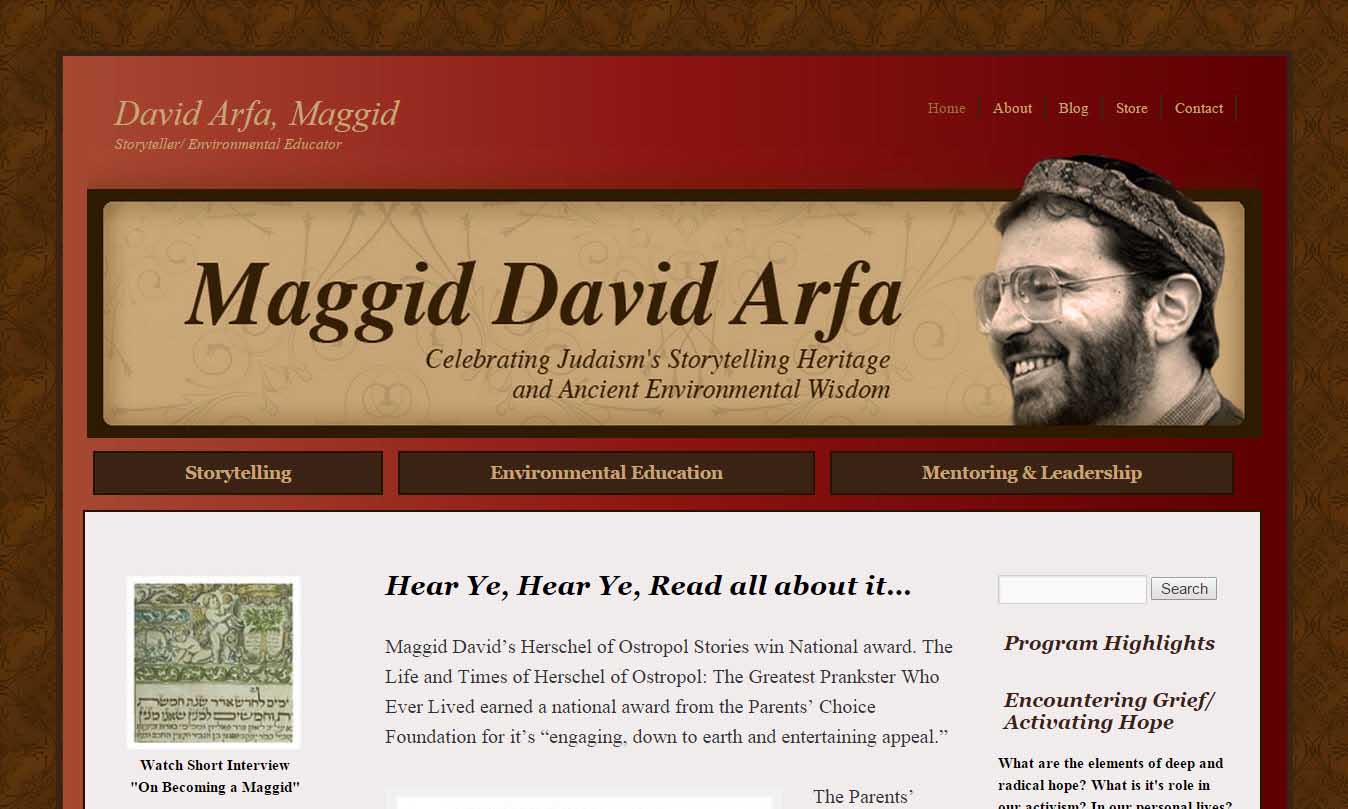 David Arfa, Maggid
Storyteller/ Environmental Educator
Home
About
Blog
Store
Contact
Maggid David Arfa
Celebrating Judaism's Storytelling Heritage
and Ancient Environmental Wisdom
Storytelling
Environmental Education
Mentoring & Leadership
Watch Short Interview
"On Becoming a Maggid"
Hear Ye, Hear Ye, Read all about it...
Maggid David’s Herschel of Ostropol Stories win National award. The
Life and Times of Herschel of Ostropol: The Greatest Prankster Who
Ever Lived earned a national award from the Parents’ Choice
Foundation for it’s “engaging, down to earth and entertaining appeal.”
The Parents’
Search
Program Highlights
Encountering Grief/
Activating Hope
What are the elements of deep and
radical hope? What is it's role in
our activism? In our personal lives?